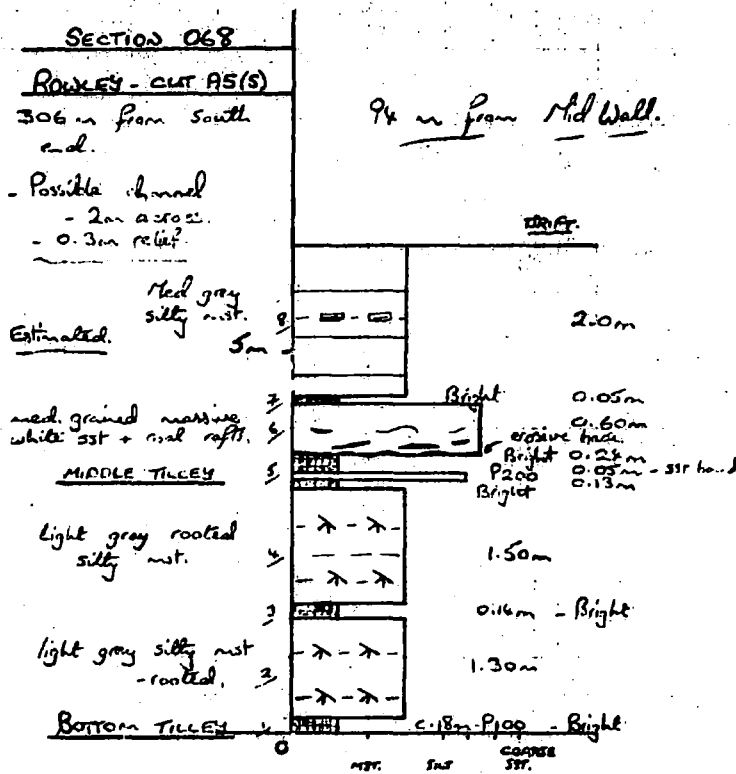 SECTION 068
ROWLEY - CUT A5(S)
306 m from south
end.
94 m from Mid Wall.
- Possible channel
- 2m across.
- 0.3m relief.
DRIFT.
Med grey
silty mst.
8
2.0m
Estimated.
5m
7
Bright 0.05m
med. grained massive
white sst + coal rafts.
6
0.60m
erosive base.
Bright 0.24m
MIDDLE TILLEY
5
P200 0.05m - sst band
Bright 0.13m
light grey rooted
silty mst.
4
1.50m
3
0.16m - Bright
light grey silty mst
- rooted.
2
1.30m
BOTTOM TILLEY
1
0.18m - P100 - Bright
0
MST.
COARSE
SST.